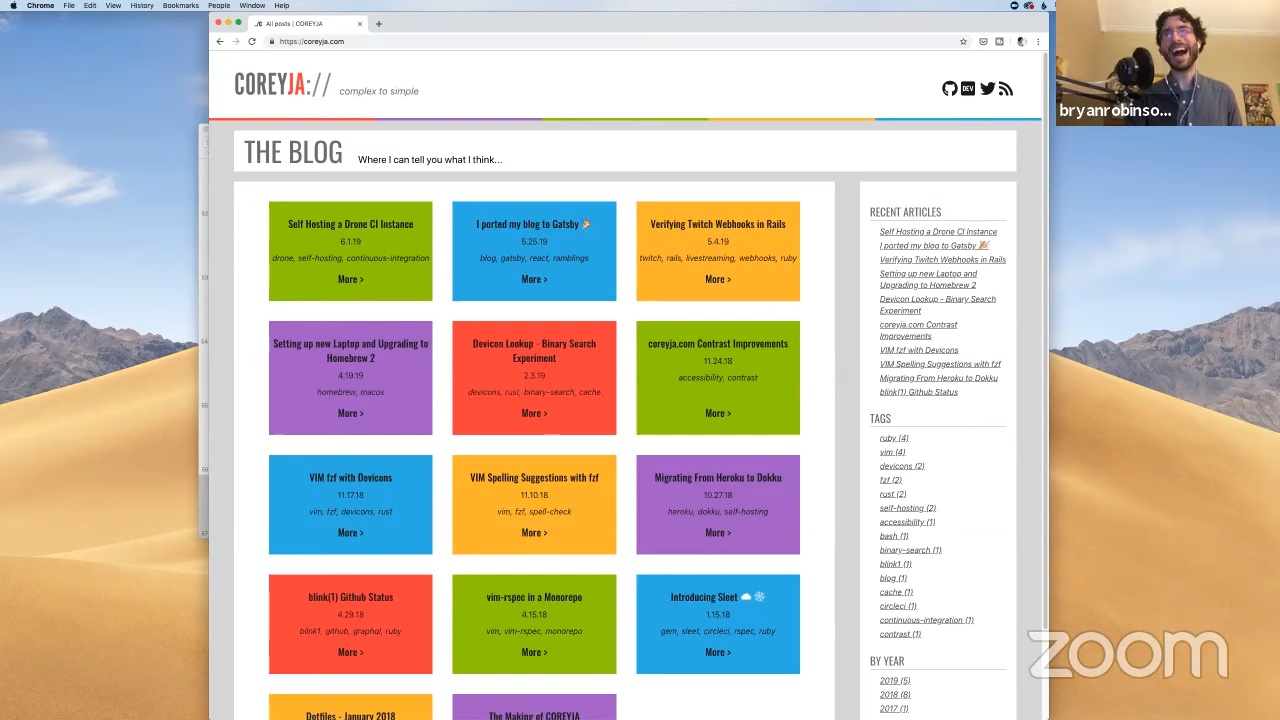 Chrome File Edit View History Bookmarks People Window Help
All posts | COREYJA
https://coreyja.com
COREYJA:// complex to simple
DEV
THE BLOG Where I can tell you what I think...
Self Hosting a Drone CI Instance
6.1.19
drone, self-hosting, continuous-integration
More >
I ported my blog to Gatsby 🎉
5.25.19
blog, gatsby, react, ramblings
More >
Verifying Twitch Webhooks in Rails
5.4.19
twitch, rails, livestreaming, webhooks, ruby
More >
Setting up new Laptop and Upgrading to
Homebrew 2
4.19.19
homebrew, macos
More >
Devicon Lookup - Binary Search
Experiment
2.3.19
devicons, rust, binary-search, cache
More >
coreyja.com Contrast Improvements
11.24.18
accessibility, contrast
More >
VIM fzf with Devicons
11.17.18
vim, fzf, devicons, rust
More >
VIM Spelling Suggestions with fzf
11.10.18
vim, fzf, spell-check
More >
Migrating From Heroku to Dokku
10.27.18
heroku, dokku, self-hosting
More >
blink(1) Github Status
4.29.18
blink1, github, graphql, ruby
More >
vim-rspec in a Monorepo
4.15.18
vim, vim-rspec, monorepo
More >
Introducing Sleet ☁️ ❄️
1.15.18
gem, sleet, circleci, rspec, ruby
More >
Dotfiles - January 2018
The Making of COREYJA
RECENT ARTICLES
Self Hosting a Drone CI Instance
I ported my blog to Gatsby 🎉
Verifying Twitch Webhooks in Rails
Setting up new Laptop and
Upgrading to Homebrew 2
Devicon Lookup - Binary Search
Experiment
coreyja.com Contrast
Improvements
VIM fzf with Devicons
VIM Spelling Suggestions with fzf
Migrating From Heroku to Dokku
blink(1) Github Status
TAGS
ruby (4)
vim (4)
devicons (2)
fzf (2)
rust (2)
self-hosting (2)
accessibility (1)
bash (1)
binary-search (1)
blink1 (1)
blog (1)
cache (1)
circleci (1)
continuous-integration (1)
contrast (1)
BY YEAR
2019 (5)
2018 (8)
2017 (1)
bryanrobinso...
zoom